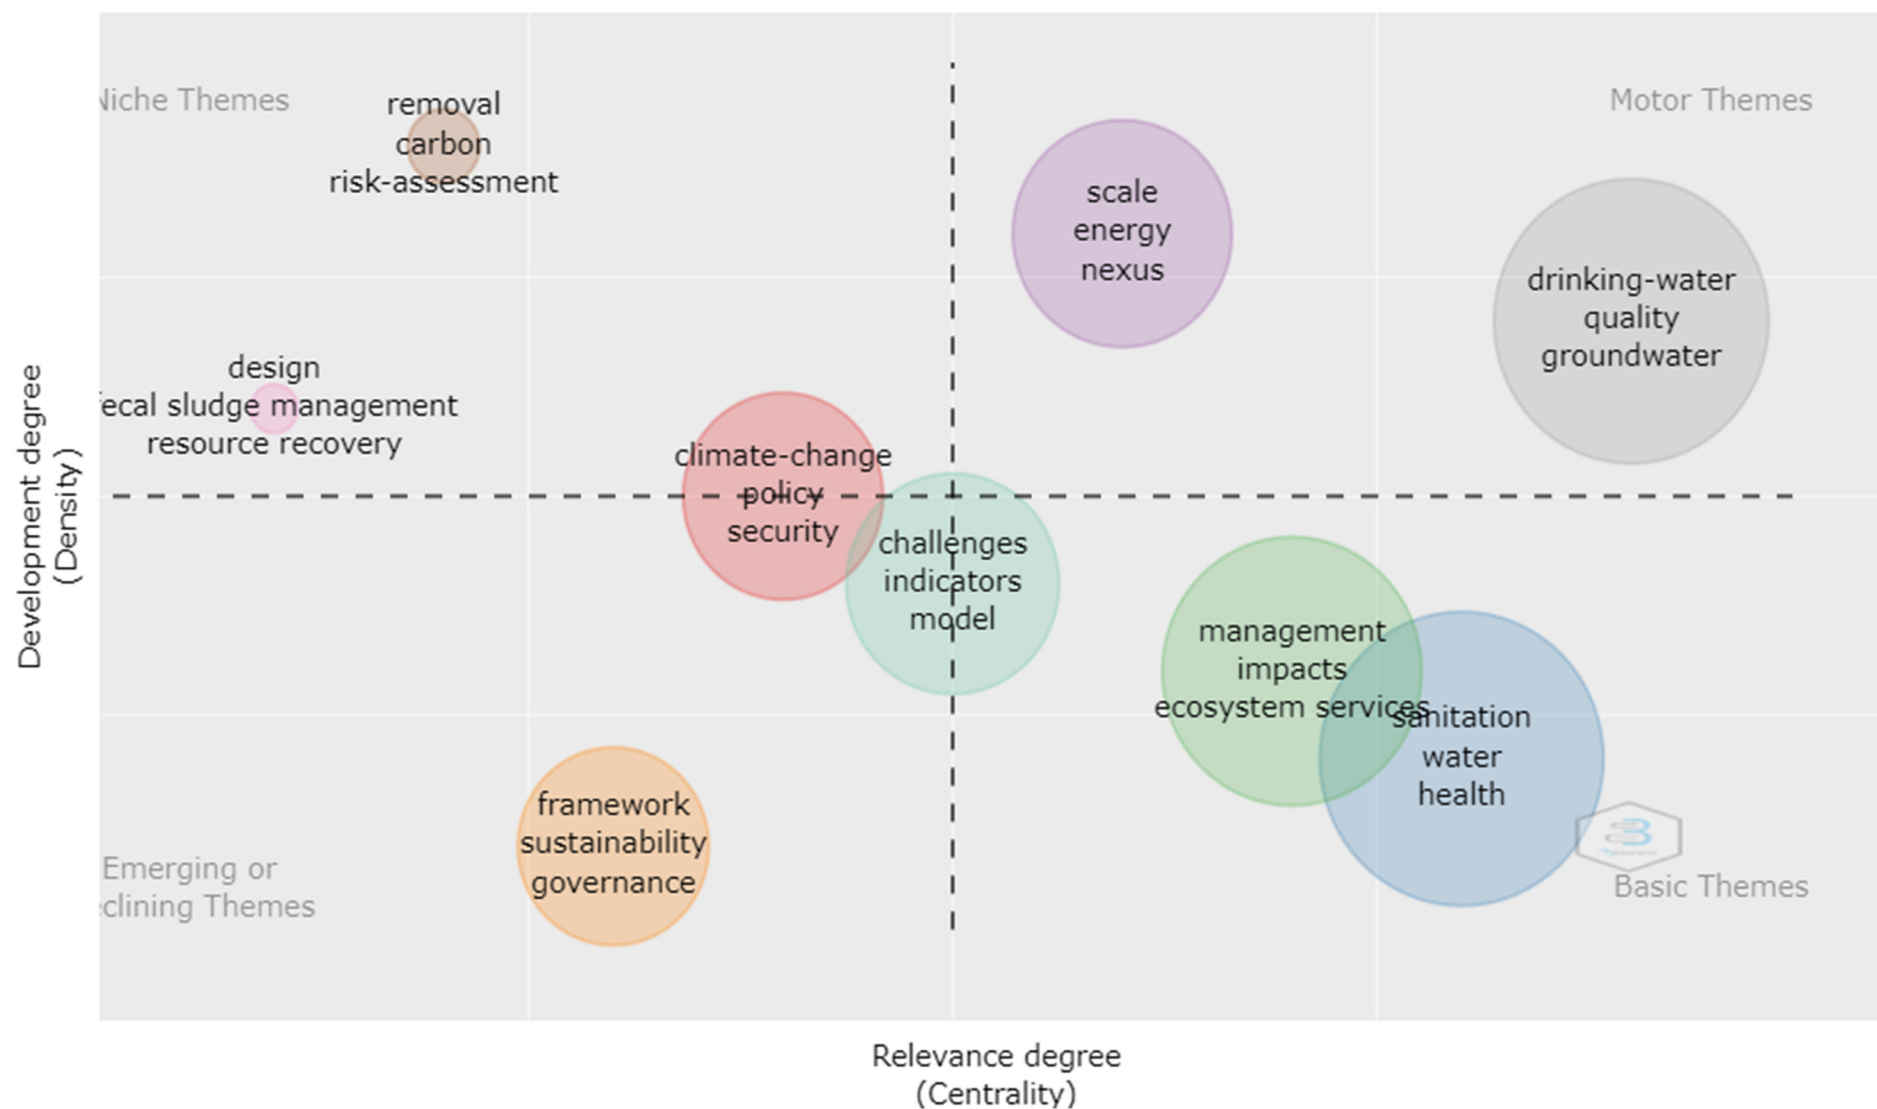 Niche Themes
removal
carbon
risk-assessment
Motor Themes
scale
energy
nexus
drinking-water
quality
groundwater
design
fecal sludge management
resource recovery
climate-change
policy
security
challenges
indicators
model
management
impacts
ecosystem services
sanitation
water
health
framework
sustainability
governance
Emerging or
eclining Themes
Basic Themes
Development degree
(Density)
Relevance degree
(Centrality)